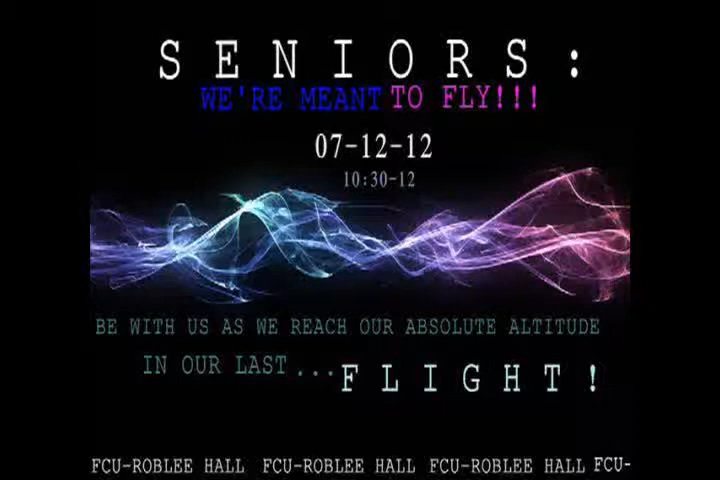 SENIORS:
WE'RE MEANT TO FLY!!!
07-12-12
10:30-12
BE WITH US AS WE REACH OUR ABSOLUTE ALTITUDE
IN OUR LAST ... FLIGHT!
FCU-ROBLEE HALL FCU-ROBLEE HALL FCU-ROBLEE HALL FCU-